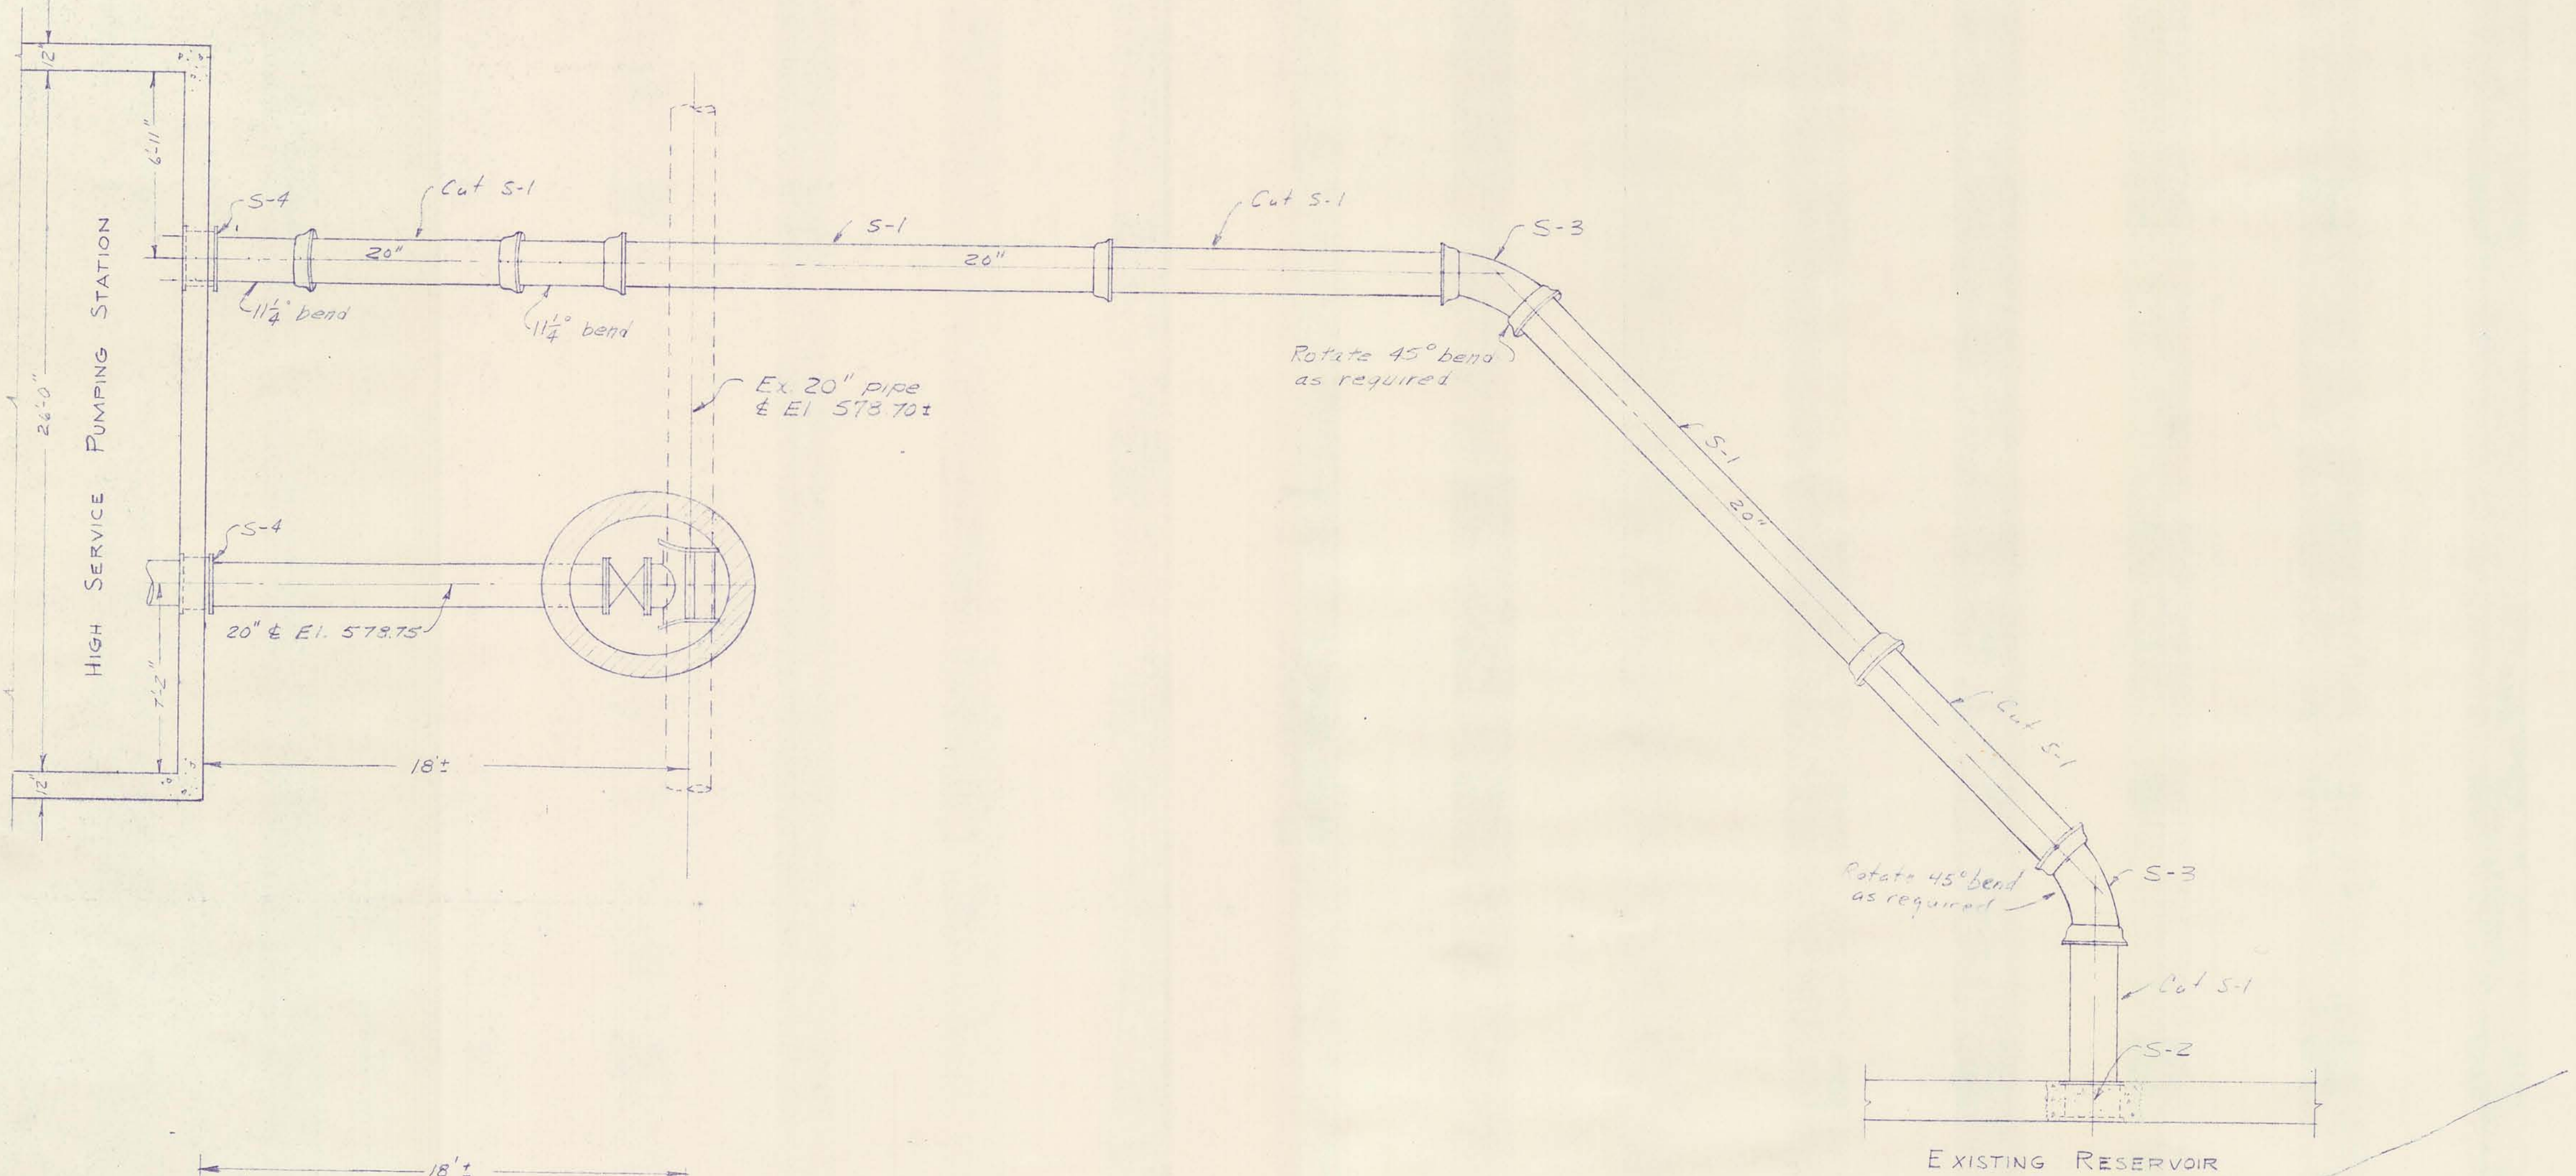 12"
6'-11"
S-4
Cut S-1
20"
11¼° bend
11¼° bend
S-1
20"
Cut S-1
S-3
Rotate 45° bend
as required
HIGH SERVICE PUMPING STATION
26'-0"
Ex. 20" pipe
℄ El 578.70±
S-1
20"
S-4
20" ℄ El. 578.75
7'-2"
18'±
12"
Cut S-1
Rotate 45° bend
as required
S-3
Cut S-1
S-2
18'±
EXISTING RESERVOIR